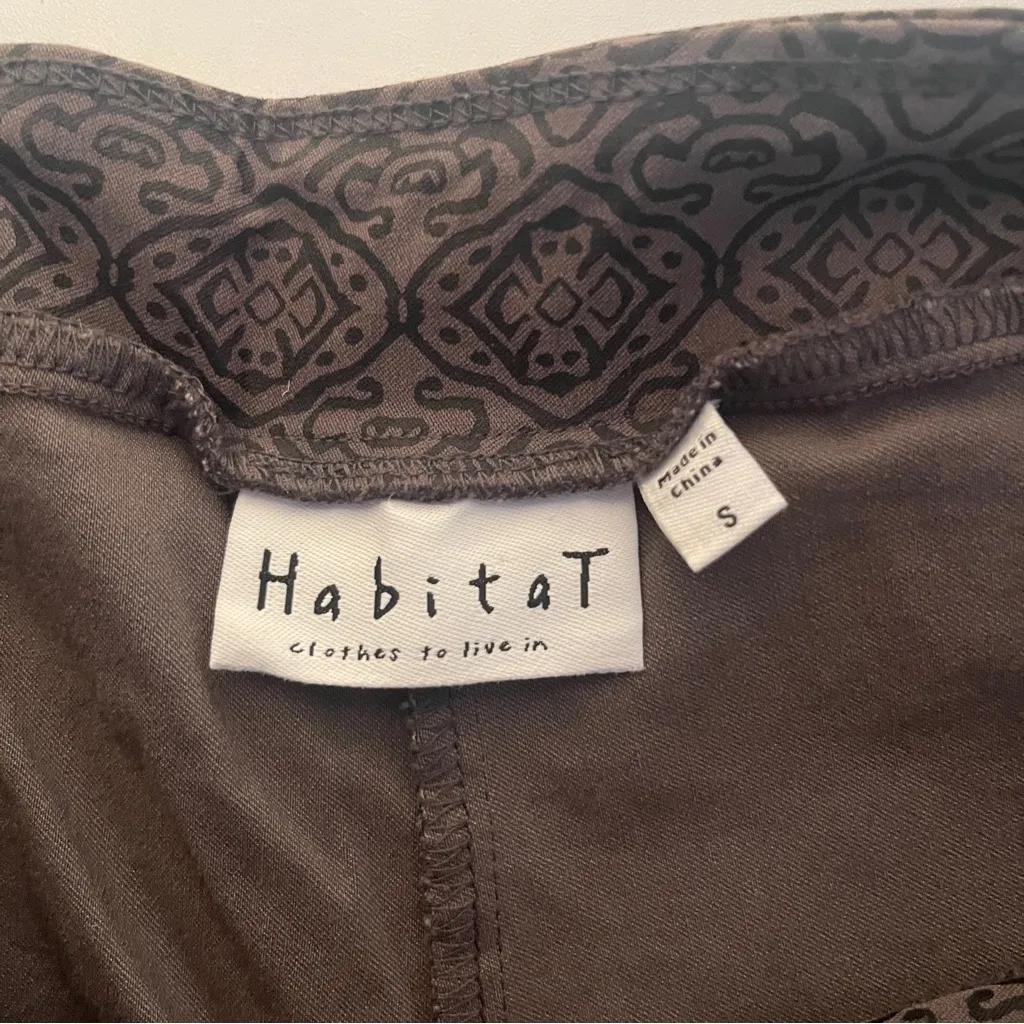 HabitaT
clothes to live in
Made in
China
S